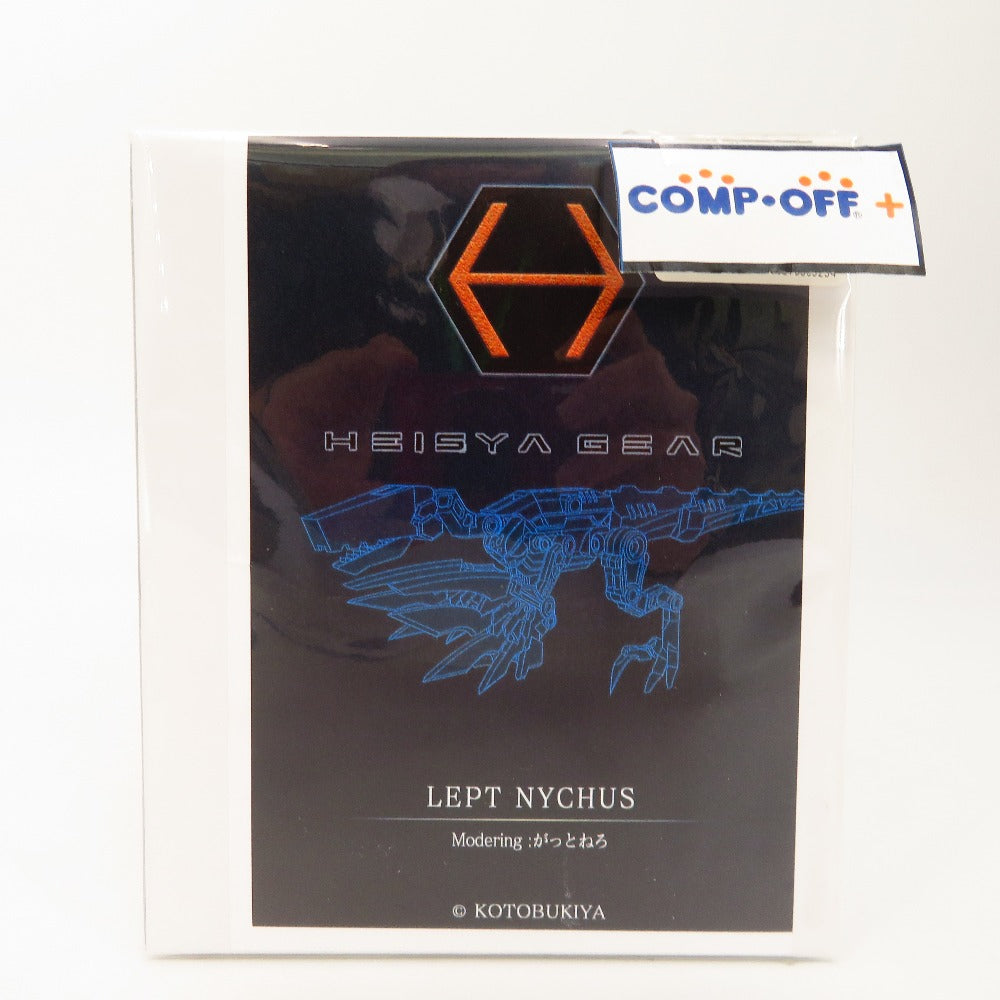 COMP•OFF® +
HEISYA GEAR
LEPT NYCHUS
Modering :がっとねろ
© KOTOBUKIYA